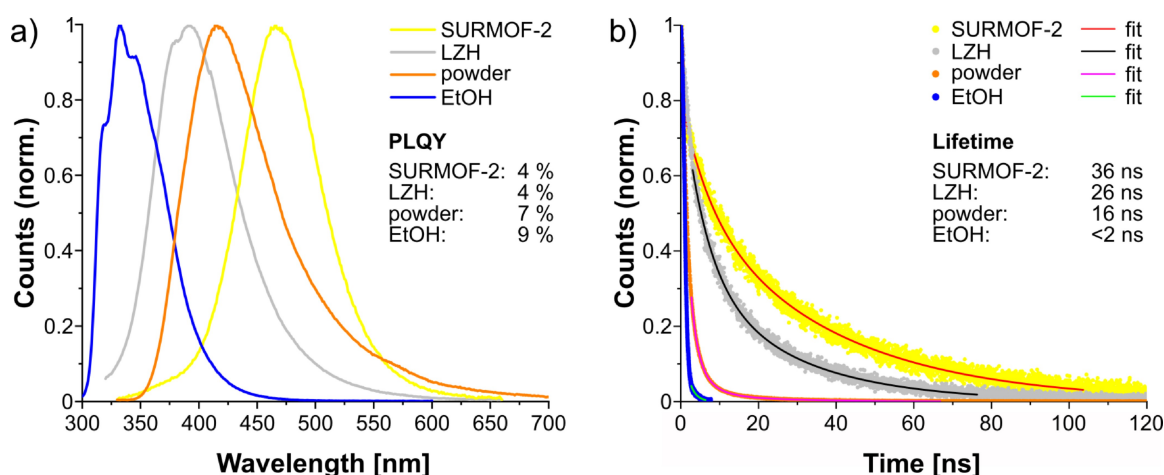 a)
Counts (norm.)
1
0.8
0.6
0.4
0.2
0
300 350 400 450 500 550 600 650 700
Wavelength [nm]
SURMOF-2
LZH
powder
EtOH
PLQY
SURMOF-2: 4 %
LZH: 4 %
powder: 7 %
EtOH: 9 %
b)
Counts (norm.)
1
0.8
0.6
0.4
0.2
0
0 20 40 60 80 100 120
Time [ns]
SURMOF-2 fit
LZH fit
powder fit
EtOH fit
Lifetime
SURMOF-2: 36 ns
LZH: 26 ns
powder: 16 ns
EtOH: <2 ns